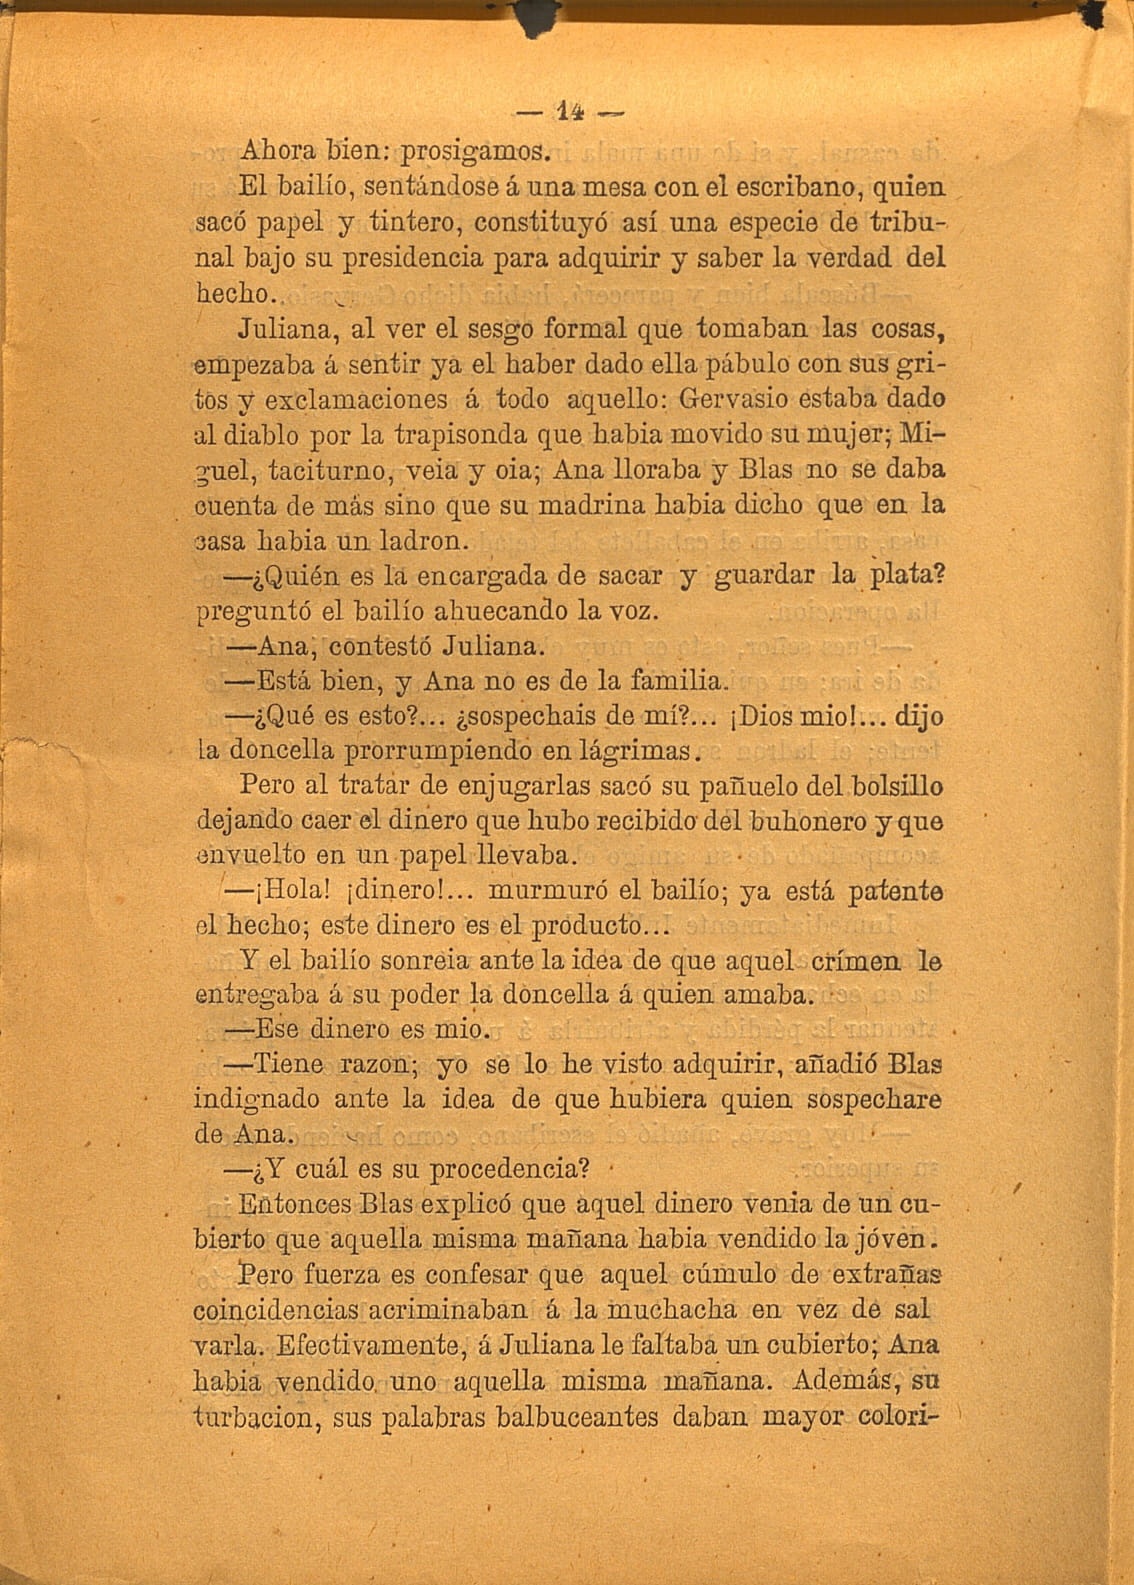 — 14 —
Ahora bien: prosigamos.
El bailío, sentándose á una mesa con el escribano, quien
sacó papel y tintero, constituyó así una especie de tribu-
nal bajo su presidencia para adquirir y saber la verdad del
hecho.
Juliana, al ver el sesgo formal que tomaban las cosas,
empezaba á sentir ya el haber dado ella pábulo con sus gri-
tos y exclamaciones á todo aquello: Gervasio estaba dado
al diablo por la trapisonda que habia movido su mujer; Mi-
guel, taciturno, veia y oia; Ana lloraba y Blas no se daba
cuenta de más sino que su madrina habia dicho que en la
casa habia un ladron.
—¿Quién es la encargada de sacar y guardar la plata?
preguntó el bailío ahuecando la voz.
—Ana, contestó Juliana.
—Está bien, y Ana no es de la familia.
—¿Qué es esto?... ¿sospechais de mí?... ¡Dios mio!... dijo
la doncella prorrumpiendo en lágrimas.
Pero al tratar de enjugarlas sacó su pañuelo del bolsillo
dejando caer el dinero que hubo recibido del buhonero y que
envuelto en un papel llevaba.
—¡Hola! ¡dinero!... murmuró el bailío; ya está patente
el hecho; este dinero es el producto...
Y el bailío sonreia ante la idea de que aquel crímen le
entregaba á su poder la doncella á quien amaba.
—Ese dinero es mio.
—Tiene razon; yo se lo he visto adquirir, añadió Blas
indignado ante la idea de que hubiera quien sospechare
de Ana.
—¿Y cuál es su procedencia?
Entonces Blas explicó que aquel dinero venia de un cu-
bierto que aquella misma mañana habia vendido la jóven.
Pero fuerza es confesar que aquel cúmulo de extrañas
coincidencias acriminaban á la muchacha en vez de sal
varla. Efectivamente, á Juliana le faltaba un cubierto; Ana
habia vendido uno aquella misma mañana. Además, su
turbacion, sus palabras balbuceantes daban mayor colori-